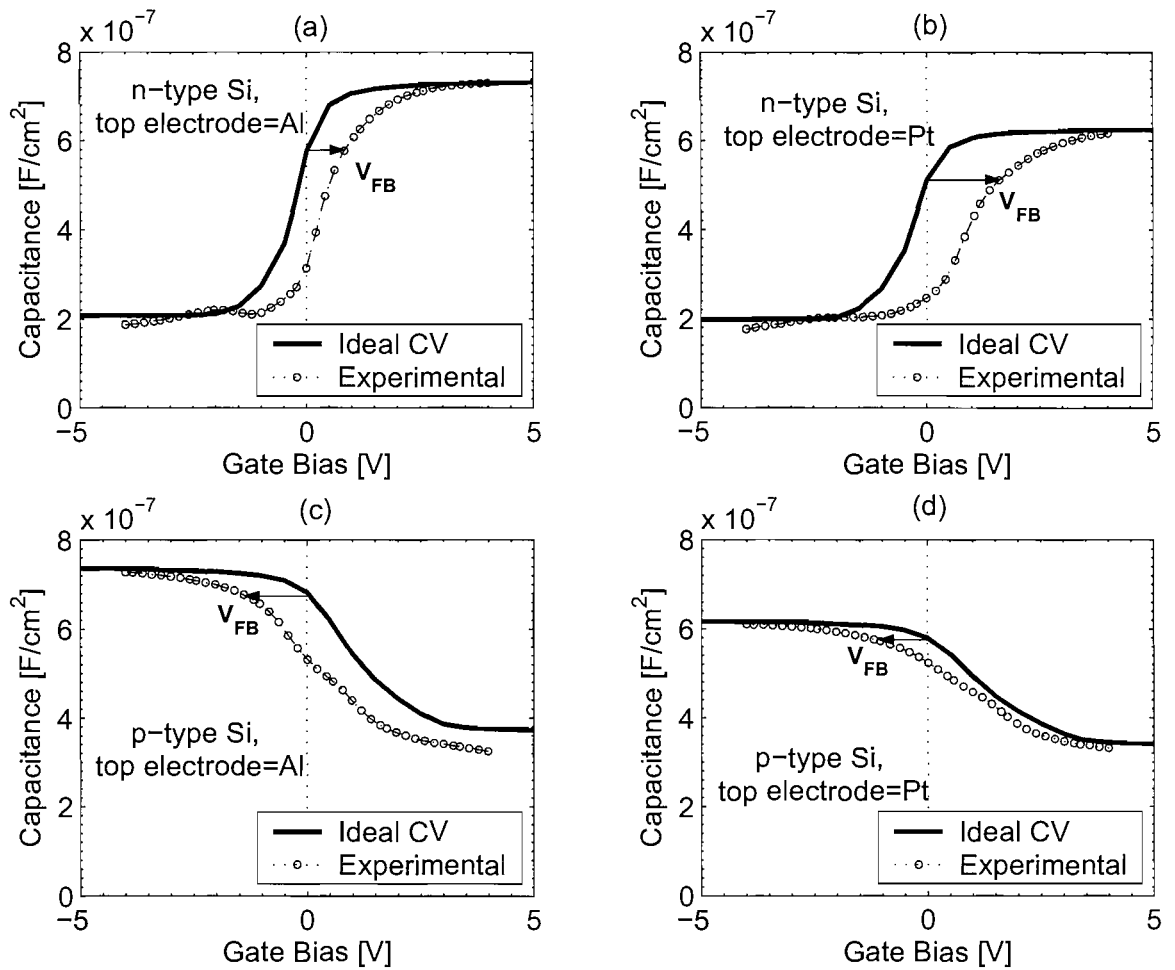 × 10⁻⁷
(a)
8
6
4
2
0
−5
0
5
Capacitance [F/cm²]
Gate Bias [V]
n−type Si,
top electrode=Al
V_FB
Ideal CV
Experimental
× 10⁻⁷
(b)
8
6
4
2
0
−5
0
5
Capacitance [F/cm²]
Gate Bias [V]
n−type Si,
top electrode=Pt
V_FB
Ideal CV
Experimental
× 10⁻⁷
(c)
8
6
4
2
0
−5
0
5
Capacitance [F/cm²]
Gate Bias [V]
V_FB
p−type Si,
top electrode=Al
Ideal CV
Experimental
× 10⁻⁷
(d)
8
6
4
2
0
−5
0
5
Capacitance [F/cm²]
Gate Bias [V]
V_FB
p−type Si,
top electrode=Pt
Ideal CV
Experimental